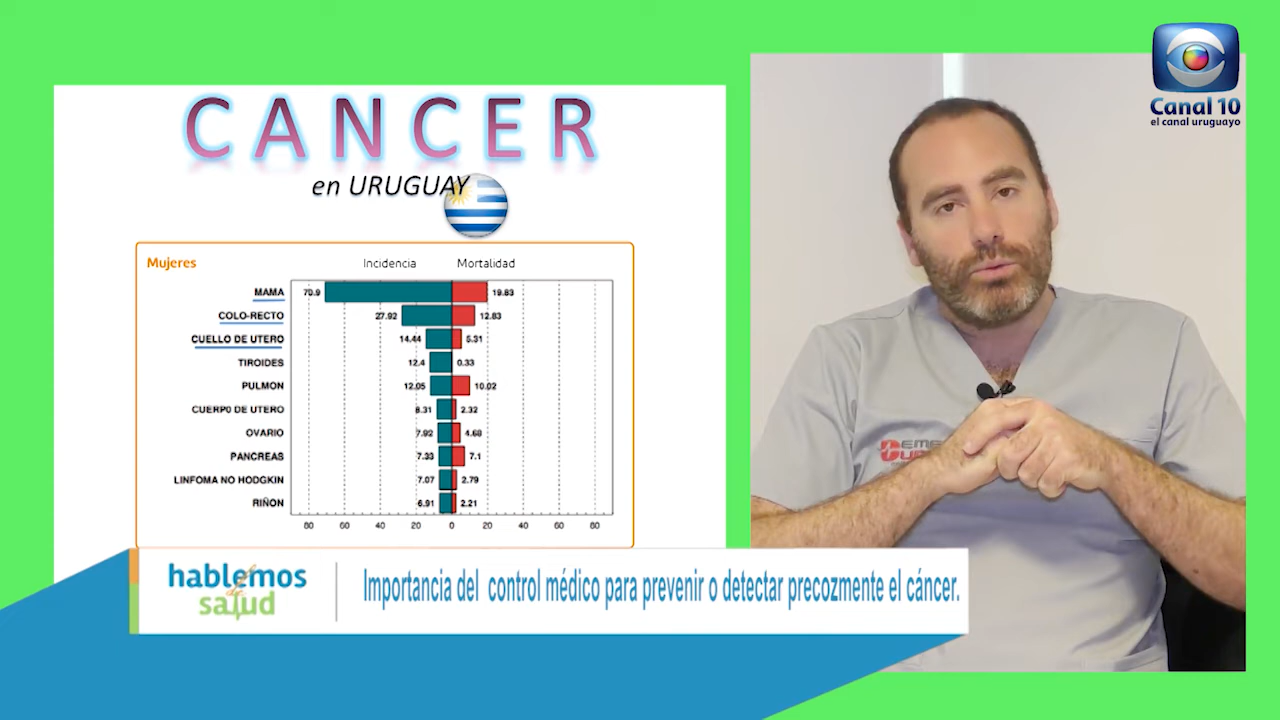 CANCER
en URUGUAY
Mujeres
Incidencia Mortalidad
MAMA 70.9 19.83
COLO-RECTO 27.92 12.83
CUELLO DE UTERO 14.44 5.31
TIROIDES 12.4 0.33
PULMON 12.05 10.02
CUERPO DE UTERO 8.31 2.32
OVARIO 7.92 4.68
PANCREAS 7.33 7.1
LINFOMA NO HODGKIN 7.07 2.79
RIÑON 6.91 2.21
80 60 40 20 0 20 40 60 80
Canal 10
el canal uruguayo
hablemos
de
salud
Importancia del control médico para prevenir o detectar precozmente el cáncer.